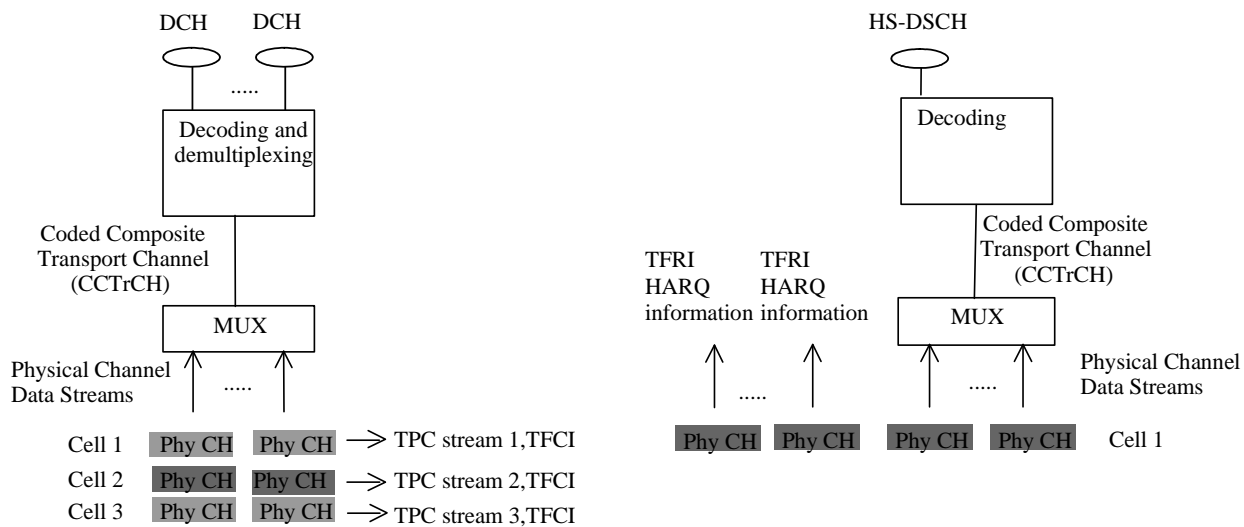 DCH DCH
.....
Decoding and
demultiplexing
Coded Composite
Transport Channel
(CCTrCH)
MUX
Physical Channel
Data Streams
.....
Cell 1 Phy CH Phy CH TPC stream 1,TFCI
Cell 2 Phy CH Phy CH TPC stream 2,TFCI
Cell 3 Phy CH Phy CH TPC stream 3,TFCI
HS-DSCH
Decoding
Coded Composite
Transport Channel
(CCTrCH)
TFRI TFRI
HARQ HARQ
information information
MUX
Physical Channel
Data Streams
..... .....
Phy CH Phy CH Phy CH Phy CH Cell 1